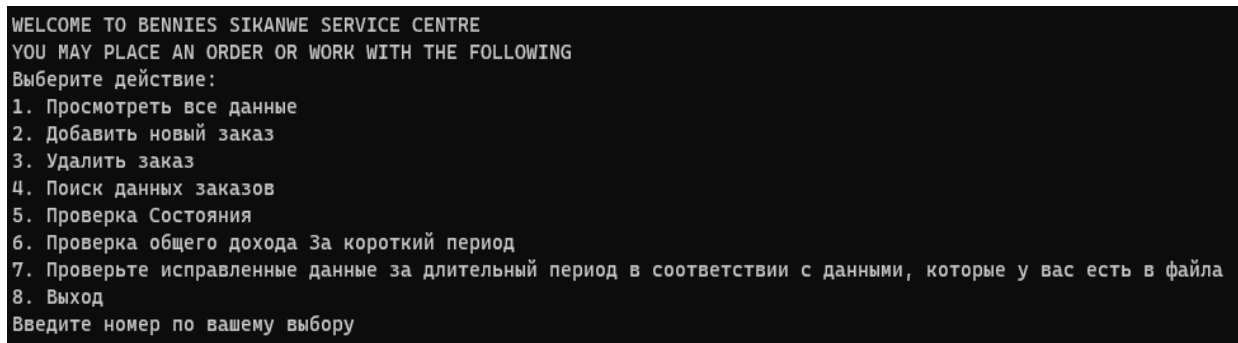 WELCOME TO BENNIES SIKANWE SERVICE CENTRE
YOU MAY PLACE AN ORDER OR WORK WITH THE FOLLOWING
Выберите действие:
1. Просмотреть все данные
2. Добавить новый заказ
3. Удалить заказ
4. Поиск данных заказов
5. Проверка Состояния
6. Проверка общего дохода За короткий период
7. Проверьте исправленные данные за длительный период в соответствии с данными, которые у вас есть в файла
8. Выход
Введите номер по вашему выбору